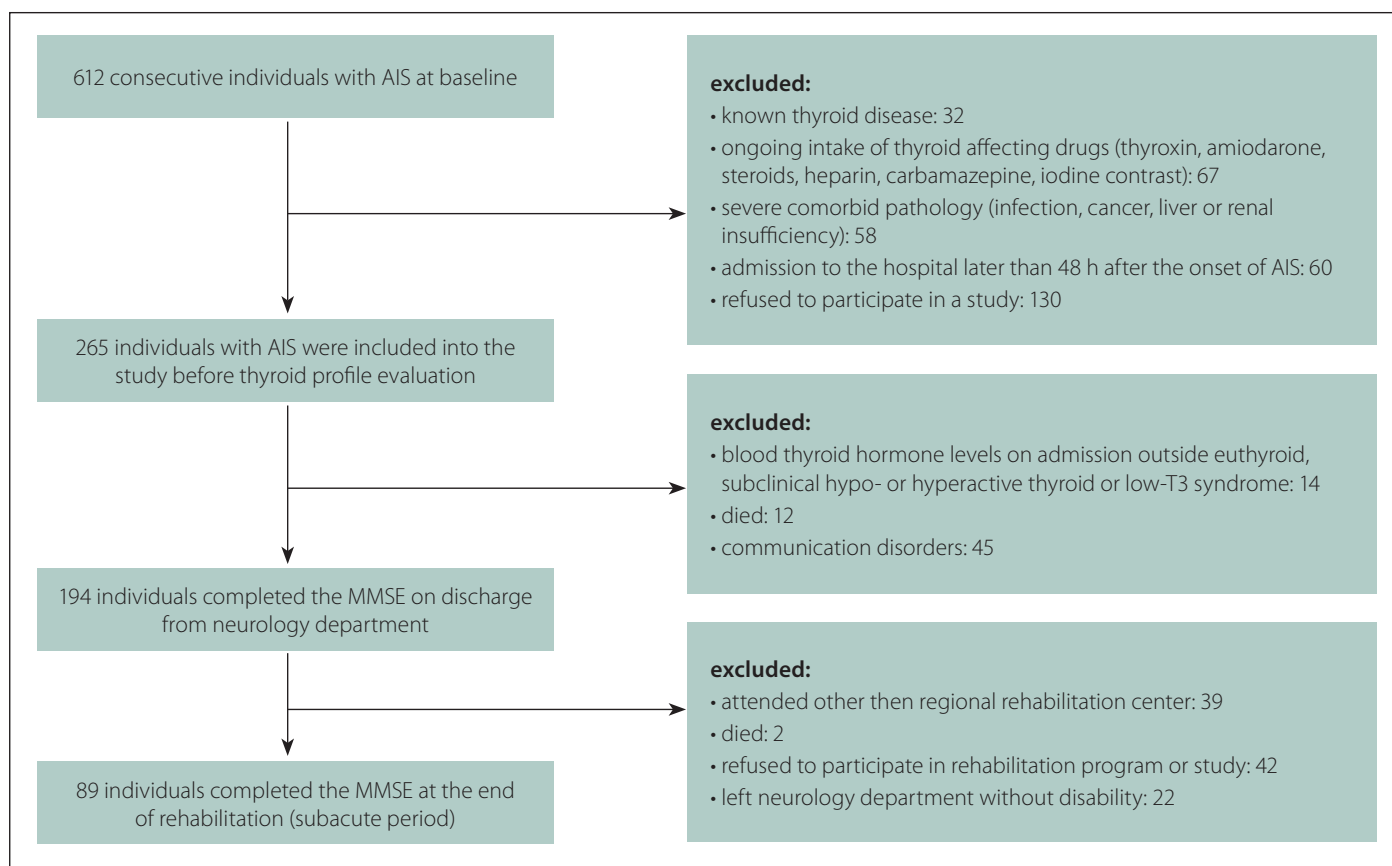 612 consecutive individuals with AIS at baseline
excluded:
• known thyroid disease: 32
• ongoing intake of thyroid affecting drugs (thyroxin, amiodarone,
steroids, heparin, carbamazepine, iodine contrast): 67
• severe comorbid pathology (infection, cancer, liver or renal
insufficiency): 58
• admission to the hospital later than 48 h after the onset of AIS: 60
• refused to participate in a study: 130
265 individuals with AIS were included into the
study before thyroid profile evaluation
excluded:
• blood thyroid hormone levels on admission outside euthyroid,
subclinical hypo- or hyperactive thyroid or low-T3 syndrome: 14
• died: 12
• communication disorders: 45
194 individuals completed the MMSE on discharge
from neurology department
excluded:
• attended other then regional rehabilitation center: 39
• died: 2
• refused to participate in rehabilitation program or study: 42
• left neurology department without disability: 22
89 individuals completed the MMSE at the end
of rehabilitation (subacute period)